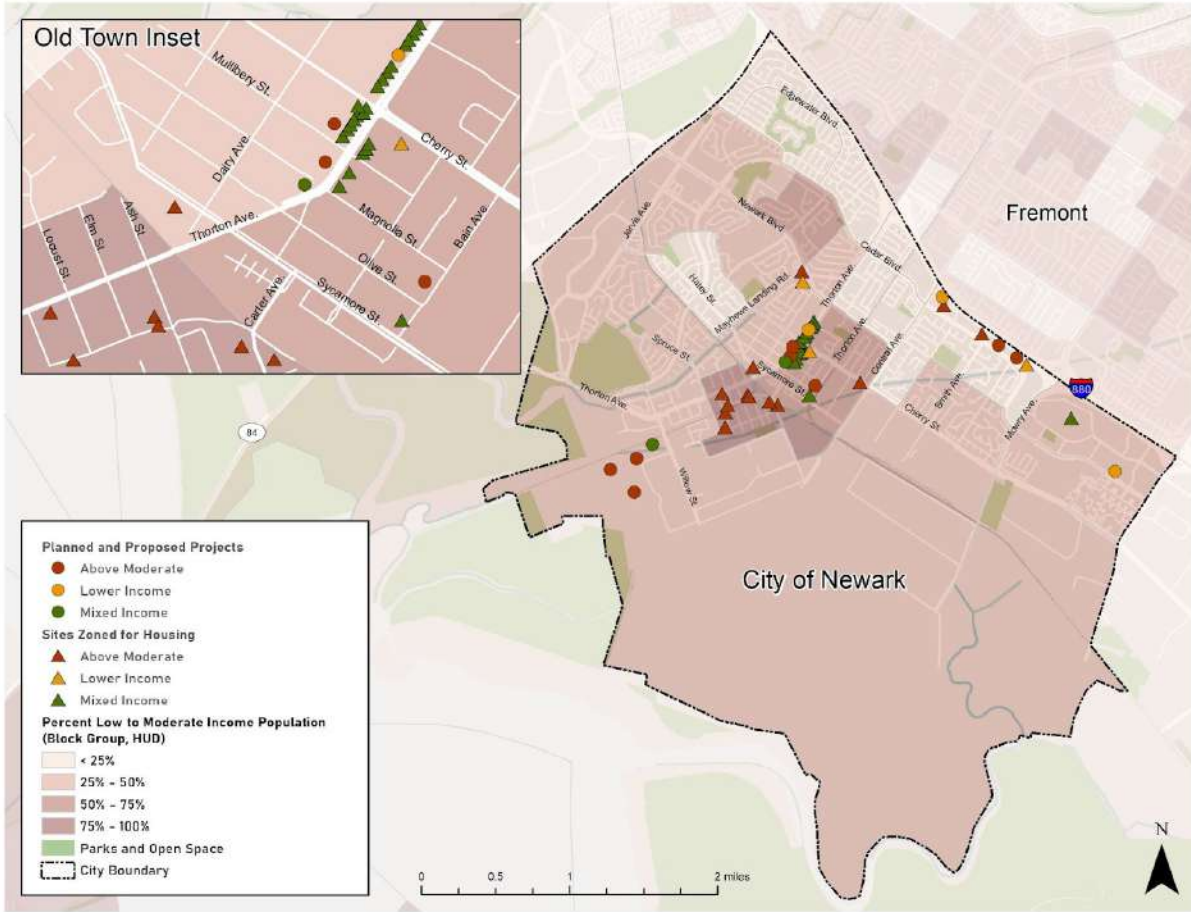 Old Town Inset
Mullbery St.
Dairy Ave.
Cherry St.
Thorton Ave.
Magnolia St.
Bain Ave.
Locust St.
Elm St.
Ash St.
Olive St.
Carter Ave.
Sycamore St.
Edgewater Blvd.
Fremont
Newark Blvd
Jarvis Ave.
Cedar Blvd.
Haley St.
Mayhews Landing Rd.
Thorton Ave.
Spruce St.
Thorton Ave.
Central Ave.
Sycamore St.
Smith Ave.
Thorton Ave.
Cherry St.
Mowry Ave.
880
84
Willow St.
City of Newark
Planned and Proposed Projects
Above Moderate
Lower Income
Mixed Income
Sites Zoned for Housing
Above Moderate
Lower Income
Mixed Income
Percent Low to Moderate Income Population
(Block Group, HUD)
< 25%
25% - 50%
50% - 75%
75% - 100%
Parks and Open Space
City Boundary
0 0.5 1 2 miles
N